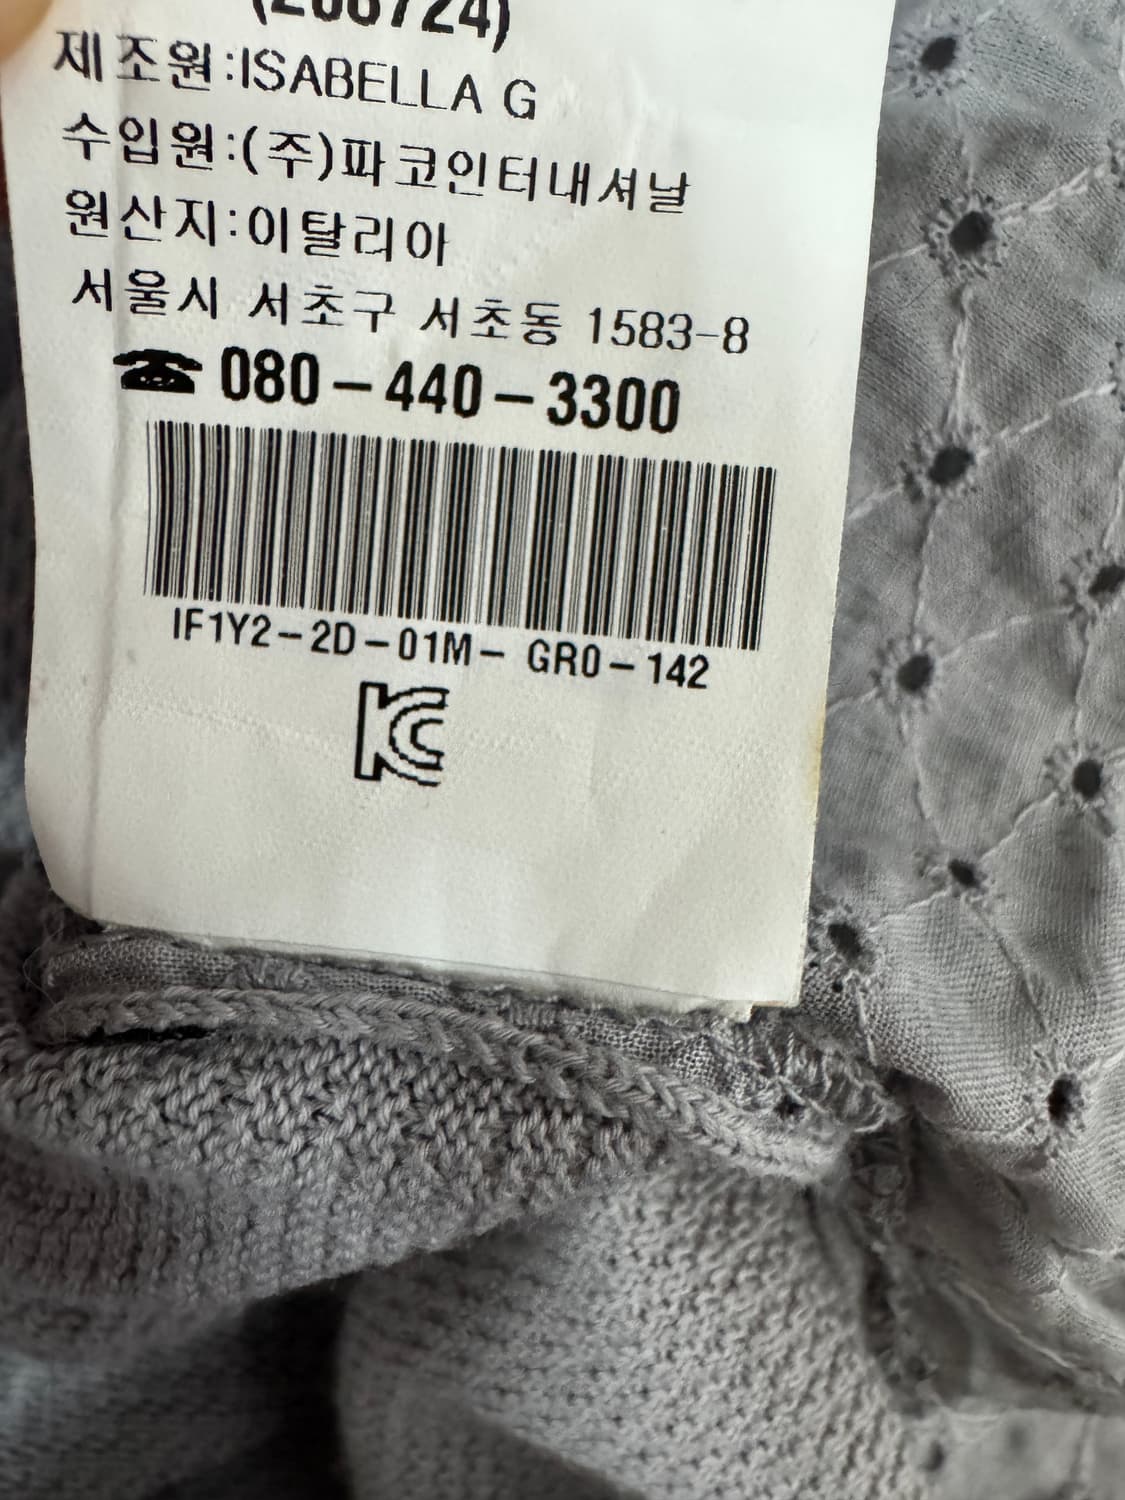 제조원:ISABELLA G
수입원:(주)파코인터내셔날
원산지:이탈리아
서울시 서초구 서초동 1583-8
☎ 080-440-3300
IF1Y2-2D-01M- GR0-142
KC